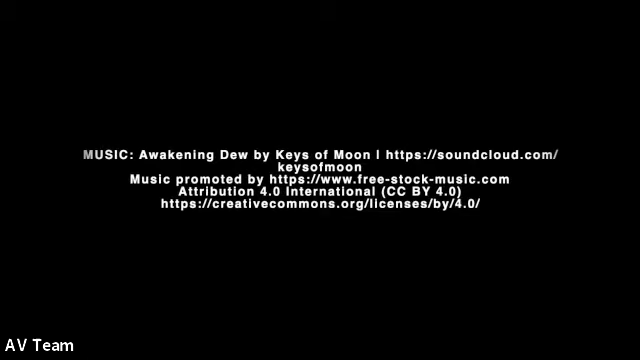 MUSIC: Awakening Dew by Keys of Moon | https://soundcloud.com/
keysofmoon
Music promoted by https://www.free-stock-music.com
Attribution 4.0 International (CC BY 4.0)
https://creativecommons.org/licenses/by/4.0/
AV Team